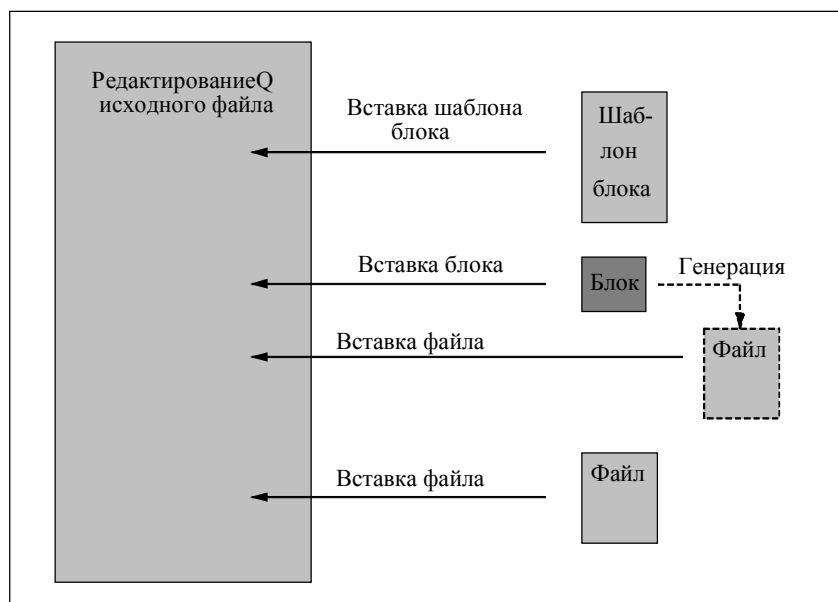 РедактированиеQ
исходного файла
Вставка шаблона
блока
Шаб-
лон
блока
Вставка блока
Блок
Генерация
Вставка файла
Файл
Вставка файла
Файл